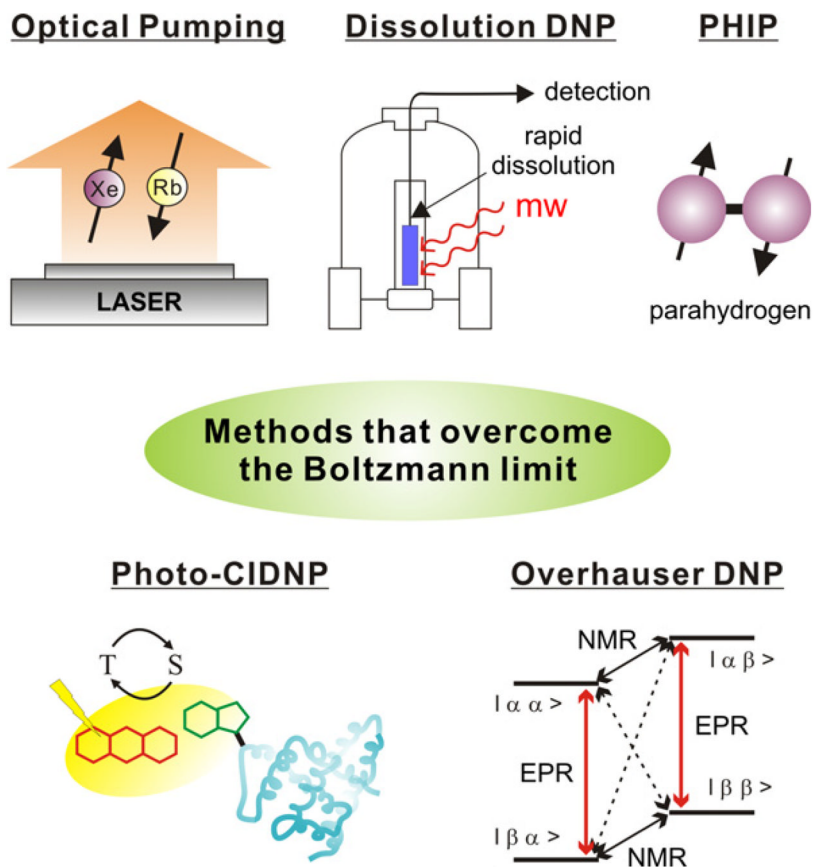 Optical Pumping
Xe
Rb
LASER
Dissolution DNP
detection
rapid
dissolution
mw
PHIP
parahydrogen
Methods that overcome
the Boltzmann limit
Photo-CIDNP
T
S
Overhauser DNP
NMR
| α β >
| α α >
EPR
EPR
| β β >
| β α >
NMR